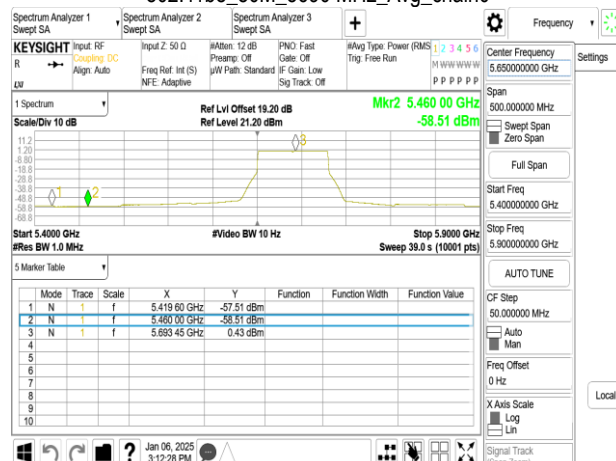 Spectrum Analyzer 1
Swept SA
Spectrum Analyzer 2
Swept SA
Spectrum Analyzer 3
Swept SA
+
Frequency
KEYSIGHT
Input: RF
Coupling: DC
Align: Auto
R
Input Z: 50 Ω
Freq Ref: Int (S)
NFE: Adaptive
#Atten: 12 dB
Preamp: Off
µW Path: Standard
PNO: Fast
Gate: Off
IF Gain: Low
Sig Track: Off
#Avg Type: Power (RMS
Trig: Free Run
1 2 3 4 5 6
M W W W W W
P P P P P P
1 Spectrum
Scale/Div 10 dB
Ref Lvl Offset 19.20 dB
Ref Level 21.20 dBm
Mkr2 5.460 00 GHz
-58.51 dBm
11.2
1.20
-8.80
-18.8
-28.8
-38.8
-48.8
-58.8
-68.8
1
2
3
Start 5.4000 GHz
#Res BW 1.0 MHz
#Video BW 10 Hz
Stop 5.9000 GHz
Sweep 39.0 s (10001 pts)
5 Marker Table
Mode Trace Scale X Y Function Function Width Function Value
1 N 1 f 5.419 60 GHz -57.51 dBm
2 N 1 f 5.460 00 GHz -58.51 dBm
3 N 1 f 5.693 45 GHz 0.43 dBm
4
5
6
7
8
9
10
?
Jan 06, 2025
3:12:28 PM
Center Frequency
5.650000000 GHz
Settings
Span
500.000000 MHz
Swept Span
Zero Span
Full Span
Start Freq
5.400000000 GHz
Stop Freq
5.900000000 GHz
AUTO TUNE
CF Step
50.000000 MHz
Auto
Man
Freq Offset
0 Hz
X Axis Scale
Log
Lin
Local
Signal Track